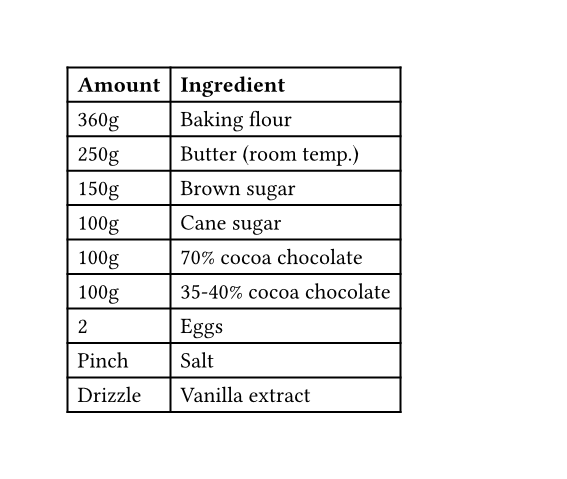 Amount Ingredient
360g Baking flour
250g Butter (room temp.)
150g Brown sugar
100g Cane sugar
100g 70% cocoa chocolate
100g 35-40% cocoa chocolate
2 Eggs
Pinch Salt
Drizzle Vanilla extract